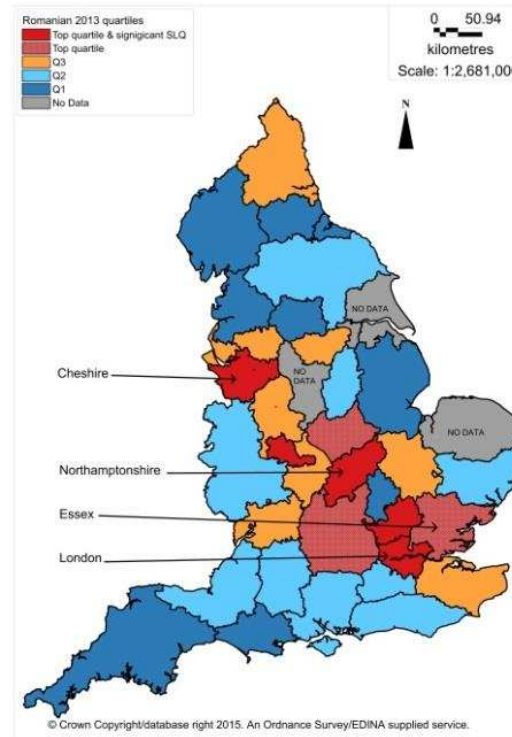 Romanian 2013 quartiles
Top quartile & signigicant SLQ
Top quartile
Q3
Q2
Q1
No Data
0 50.94
kilometres
Scale: 1:2,681,000
N
NO DATA
Cheshire
NO
DATA
NO DATA
Northamptonshire
Essex
London
© Crown Copyright/database right 2015. An Ordnance Survey/EDINA supplied service.